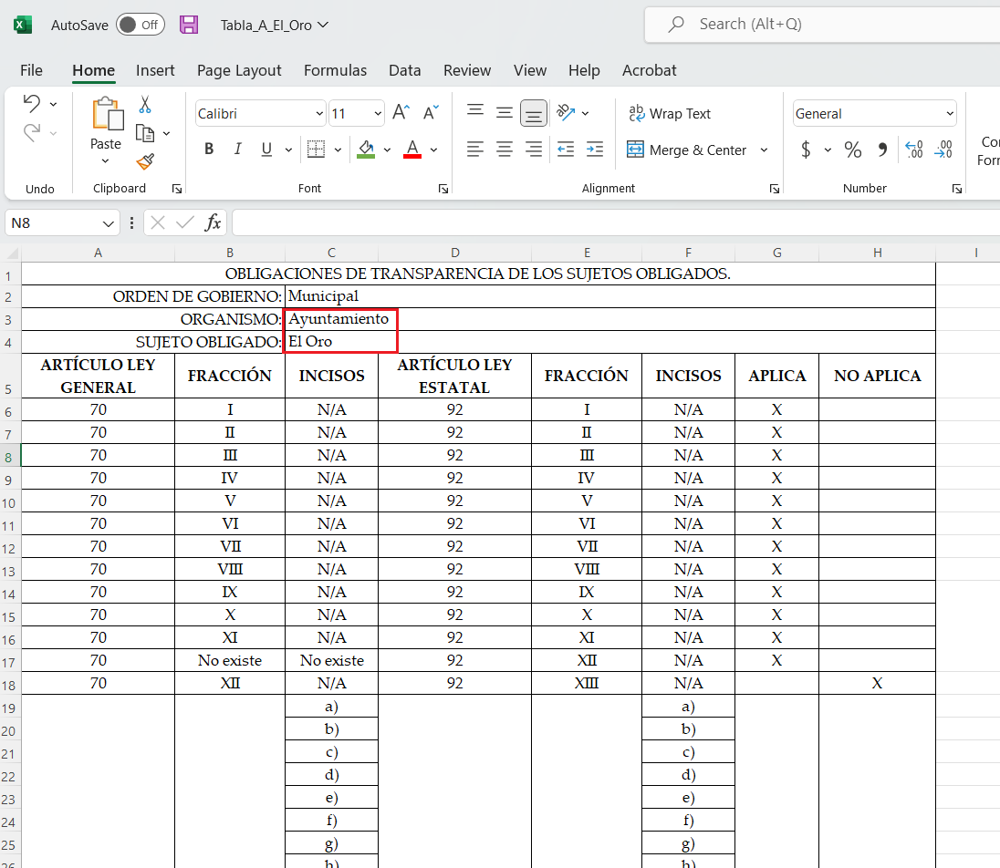 AutoSave Off Tabla_A_El_Oro Search (Alt+Q)
File Home Insert Page Layout Formulas Data Review View Help Acrobat
Calibri 11 A A ab Wrap Text General
Paste B I U A Merge & Center $ % , .00 .00
Undo Clipboard Font Alignment Number
N8 fx
A B C D E F G H I
1 OBLIGACIONES DE TRANSPARENCIA DE LOS SUJETOS OBLIGADOS.
2 ORDEN DE GOBIERNO: Municipal
3 ORGANISMO: Ayuntamiento
4 SUJETO OBLIGADO: El Oro
5 ARTÍCULO LEY GENERAL FRACCIÓN INCISOS ARTÍCULO LEY ESTATAL FRACCIÓN INCISOS APLICA NO APLICA
6 70 I N/A 92 I N/A X
7 70 II N/A 92 II N/A X
8 70 III N/A 92 III N/A X
9 70 IV N/A 92 IV N/A X
10 70 V N/A 92 V N/A X
11 70 VI N/A 92 VI N/A X
12 70 VII N/A 92 VII N/A X
13 70 VIII N/A 92 VIII N/A X
14 70 IX N/A 92 IX N/A X
15 70 X N/A 92 X N/A X
16 70 XI N/A 92 XI N/A X
17 70 No existe No existe 92 XII N/A X
18 70 XII N/A 92 XIII N/A X
19 a) a)
20 b) b)
21 c) c)
22 d) d)
23 e) e)
24 f) f)
25 g) g)
26 h) h)